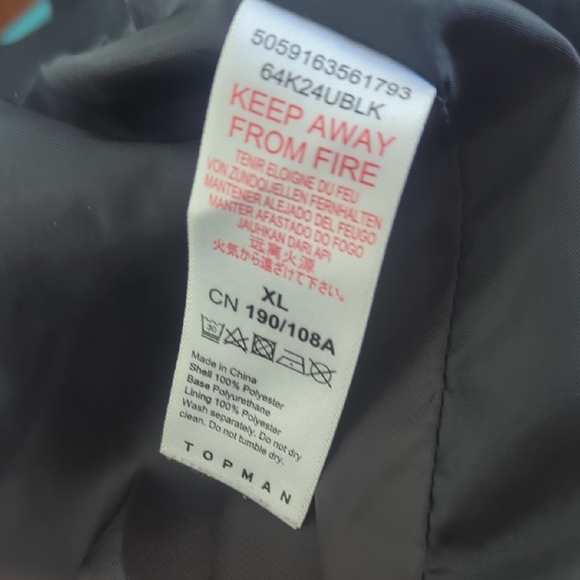 5059163561793
64K24UBLK
KEEP AWAY
FROM FIRE
TENIR ELOIGNE DU FEU
VON ZUNDQUELLEN FERNHALTEN
MANTENER ALEJADO DEL FEUGO
MANTER AFASTADO DO FOGO
JAUHKAN DARI API
远离火源
火気から遠ざけて下さい。
XL
CN 190/108A
30
Made in China
Shell 100% Polyester
Base Polyurethane
Lining 100% Polyester
Wash separately. Do not dry
clean. Do not tumble dry.
TOPMAN